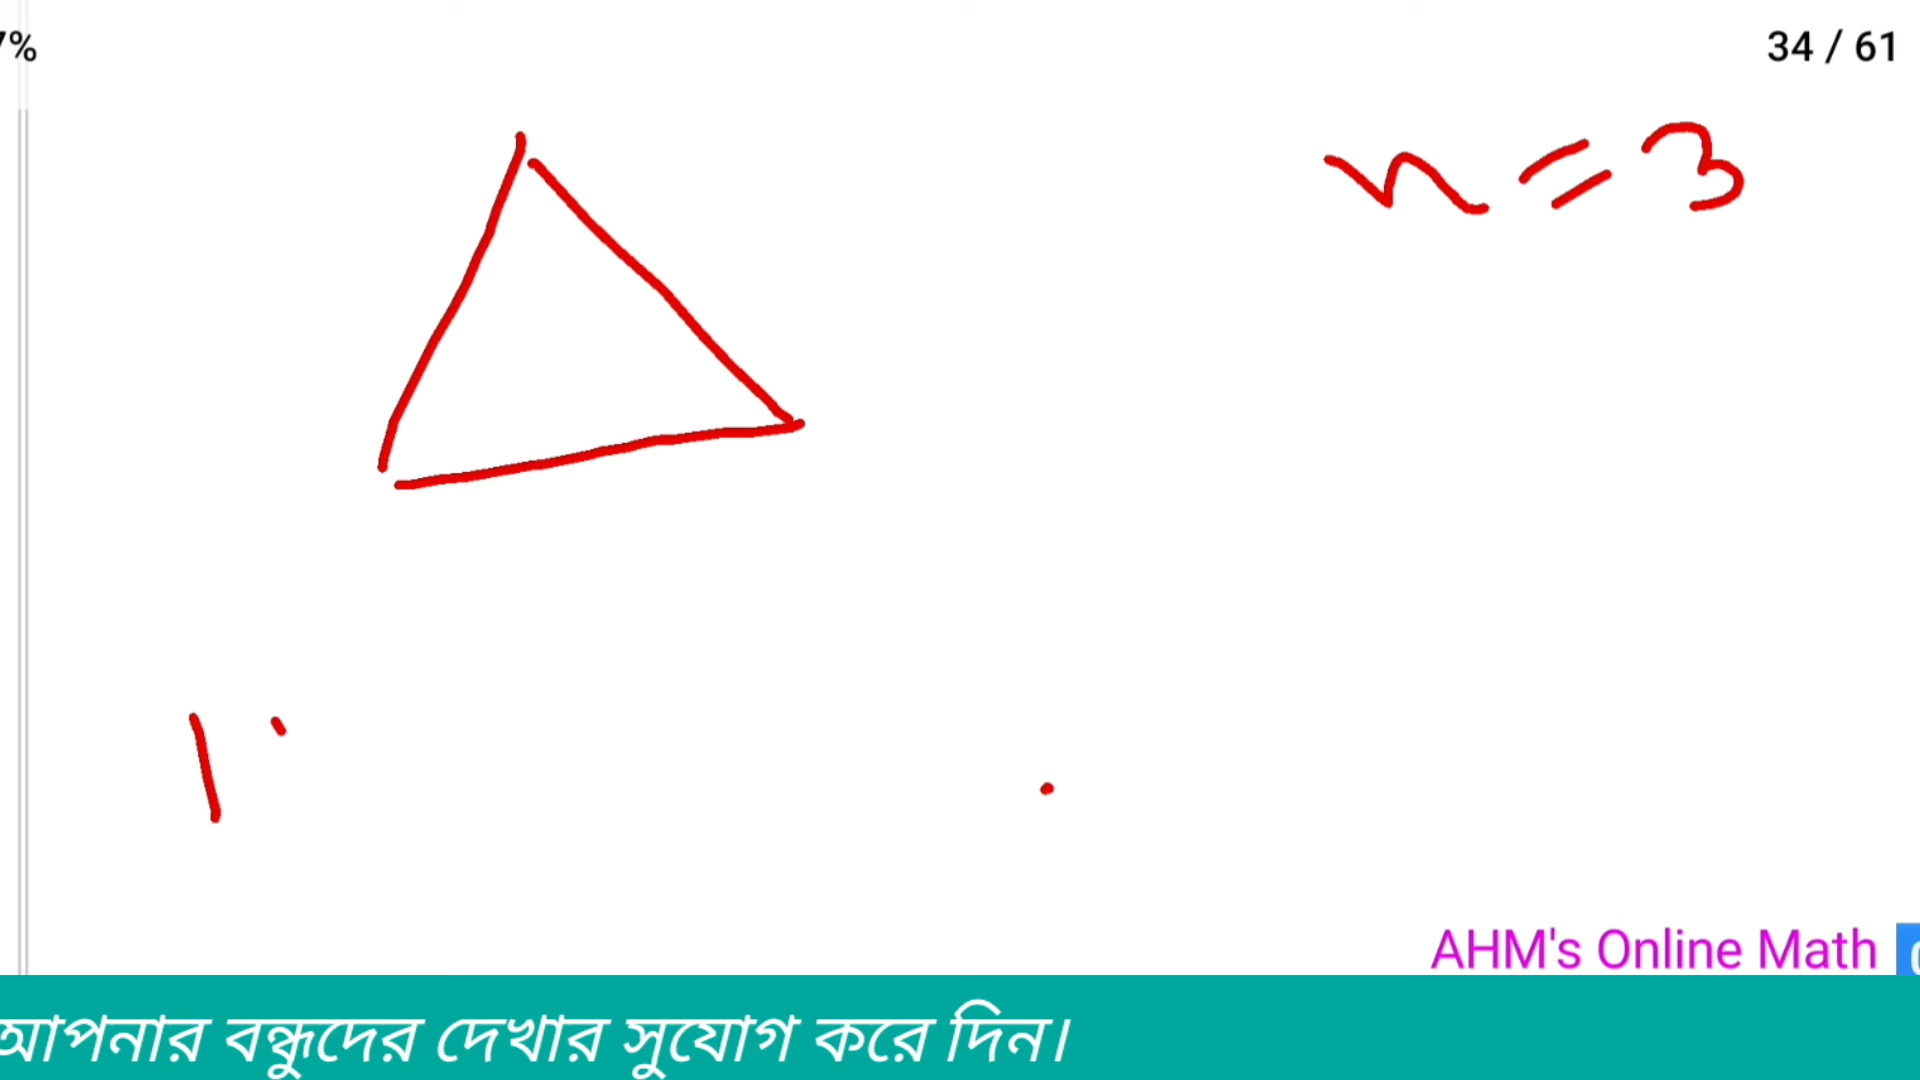 34 / 61
n = 3
AHM's Online Math
আপনার বন্ধুদের দেখার সুযোগ করে দিন।